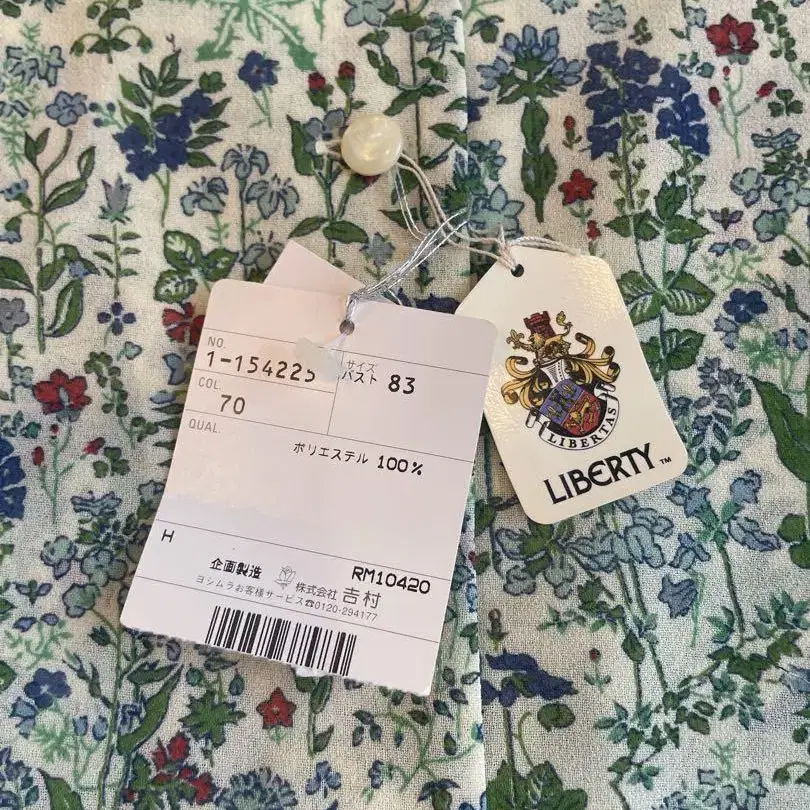 NO.
1-154225
サイズ
バスト 83
COL.
70
QUAL.
ポリエステル 100%
H
企画製造
株式会社 吉村
RM10420
ヨシムラお客様サービス☎0120-294177
LIBERTAS
LIBERTY™